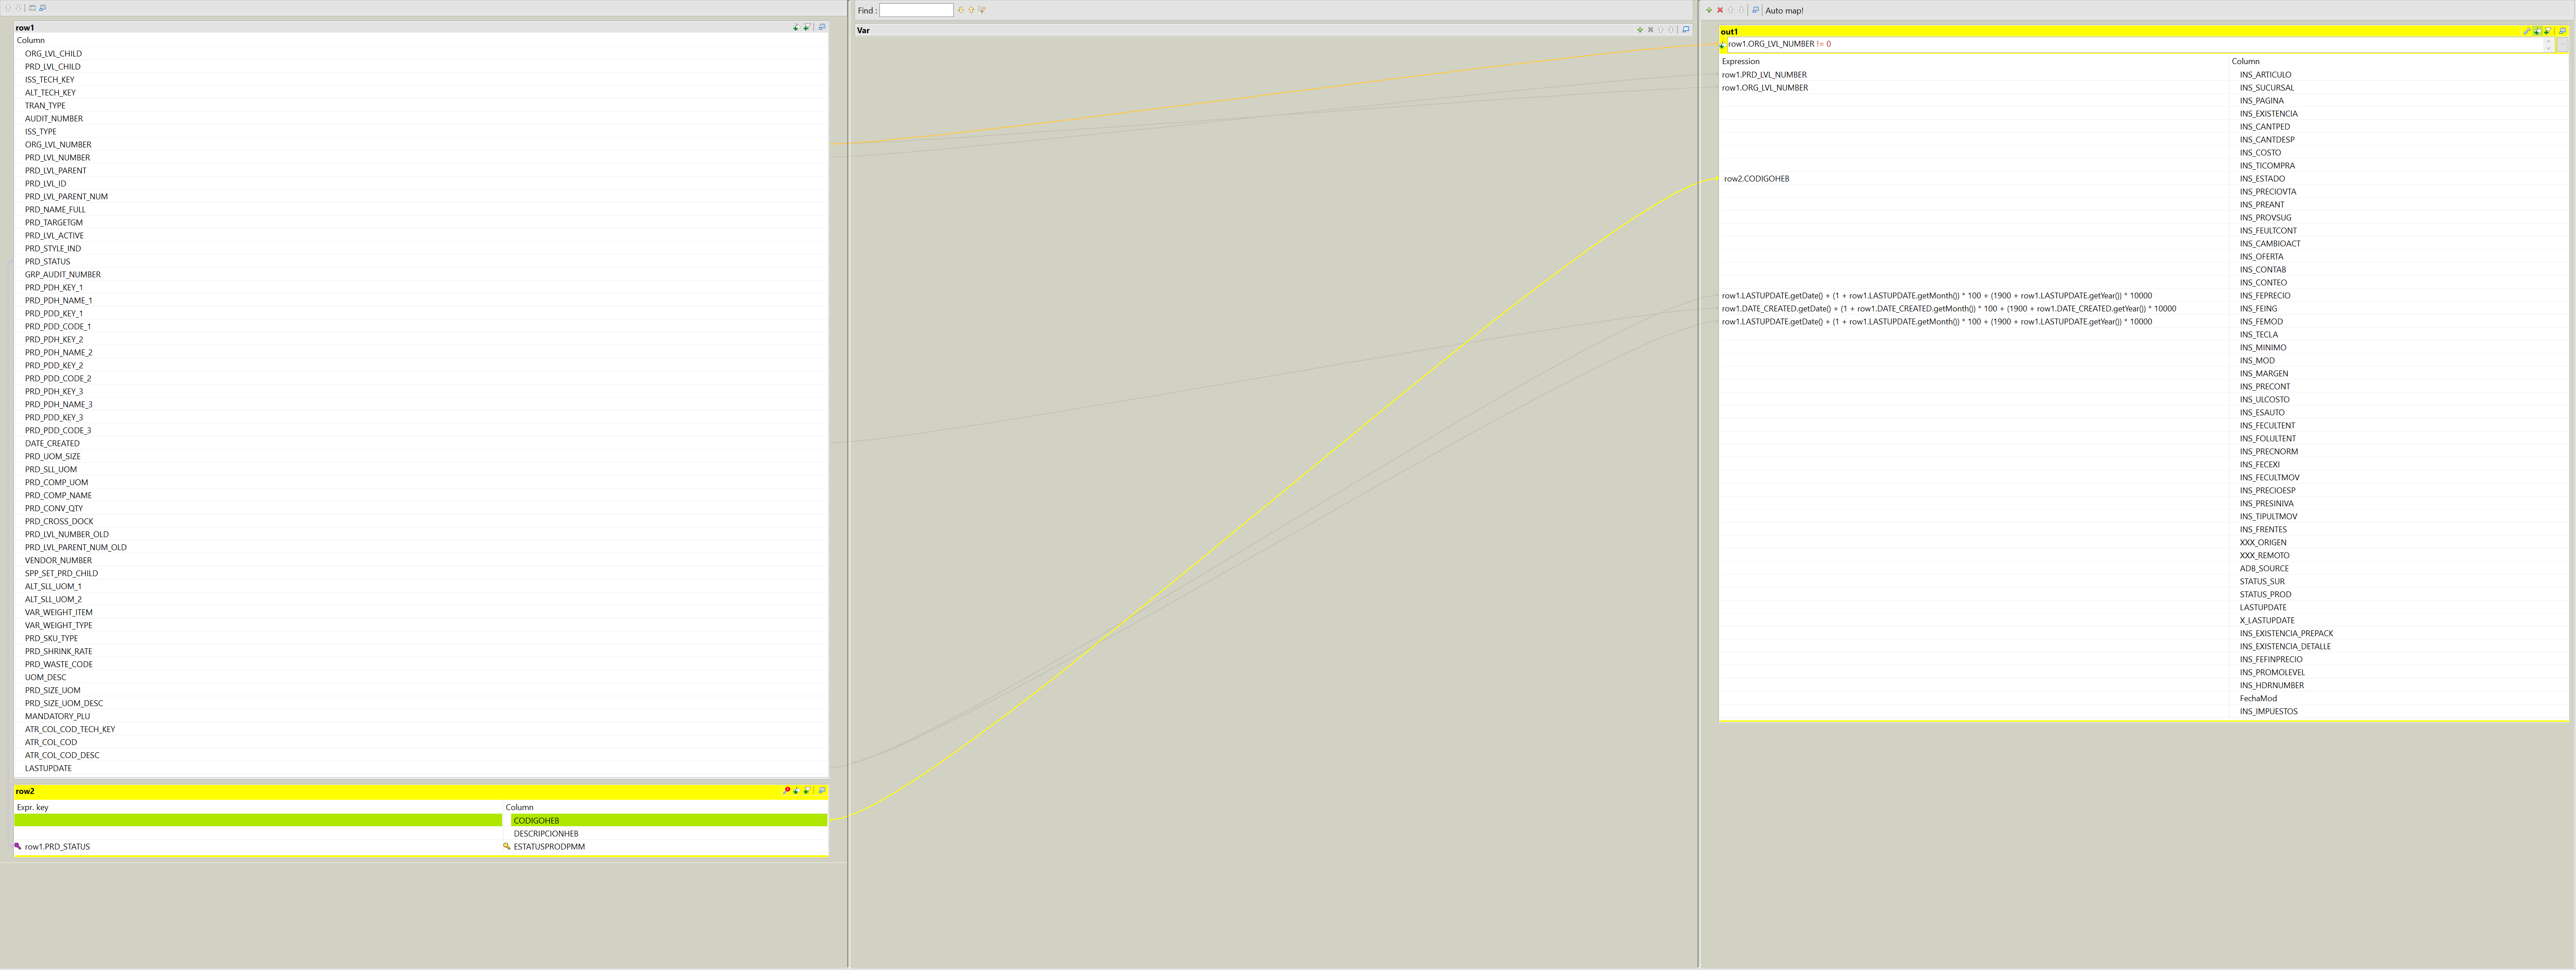 row1
Column
ORG_LVL_CHILD
PRD_LVL_CHILD
ISS_TECH_KEY
ALT_TECH_KEY
TRAN_TYPE
AUDIT_NUMBER
ISS_TYPE
ORG_LVL_NUMBER
PRD_LVL_NUMBER
PRD_LVL_PARENT
PRD_LVL_ID
PRD_LVL_PARENT_NUM
PRD_NAME_FULL
PRD_TARGETGM
PRD_LVL_ACTIVE
PRD_STYLE_IND
PRD_STATUS
GRP_AUDIT_NUMBER
PRD_PDH_KEY_1
PRD_PDH_NAME_1
PRD_PDD_KEY_1
PRD_PDD_CODE_1
PRD_PDH_KEY_2
PRD_PDH_NAME_2
PRD_PDD_KEY_2
PRD_PDD_CODE_2
PRD_PDH_KEY_3
PRD_PDH_NAME_3
PRD_PDD_KEY_3
PRD_PDD_CODE_3
DATE_CREATED
PRD_UOM_SIZE
PRD_SLL_UOM
PRD_COMP_UOM
PRD_COMP_NAME
PRD_CONV_QTY
PRD_CROSS_DOCK
PRD_LVL_NUMBER_OLD
PRD_LVL_PARENT_NUM_OLD
VENDOR_NUMBER
SPP_SET_PRD_CHILD
ALT_SLL_UOM_1
ALT_SLL_UOM_2
VAR_WEIGHT_ITEM
VAR_WEIGHT_TYPE
PRD_SKU_TYPE
PRD_SHRINK_RATE
PRD_WASTE_CODE
UOM_DESC
PRD_SIZE_UOM
PRD_SIZE_UOM_DESC
MANDATORY_PLU
ATR_COL_COD_TECH_KEY
ATR_COL_COD
ATR_COL_COD_DESC
LASTUPDATE
row2
Expr. key Column
CODIGOHEB
DESCRIPCIONHEB
row1.PRD_STATUS ESTATUSPRODPMM
Find :
Var
Auto map!
out1
row1.ORG_LVL_NUMBER != 0
Expression Column
row1.PRD_LVL_NUMBER INS_ARTICULO
row1.ORG_LVL_NUMBER INS_SUCURSAL
INS_PAGINA
INS_EXISTENCIA
INS_CANTPED
INS_CANTDESP
INS_COSTO
INS_TICOMPRA
row2.CODIGOHEB INS_ESTADO
INS_PRECIOVTA
INS_PREANT
INS_PROVSUG
INS_FEULTCONT
INS_CAMBIOACT
INS_OFERTA
INS_CONTAB
INS_CONTEO
row1.LASTUPDATE.getDate() + (1 + row1.LASTUPDATE.getMonth()) * 100 + (1900 + row1.LASTUPDATE.getYear()) * 10000 INS_FEPRECIO
row1.DATE_CREATED.getDate() + (1 + row1.DATE_CREATED.getMonth()) * 100 + (1900 + row1.DATE_CREATED.getYear()) * 10000 INS_FEING
row1.LASTUPDATE.getDate() + (1 + row1.LASTUPDATE.getMonth()) * 100 + (1900 + row1.LASTUPDATE.getYear()) * 10000 INS_FEMOD
INS_TECLA
INS_MINIMO
INS_MOD
INS_MARGEN
INS_PRECONT
INS_ULCOSTO
INS_ESAUTO
INS_FECULTENT
INS_FOLULTENT
INS_PRECNORM
INS_FECEXI
INS_FECULTMOV
INS_PRECIOESP
INS_PRESINIVA
INS_TIPULTMOV
INS_FRENTES
XXX_ORIGEN
XXX_REMOTO
ADB_SOURCE
STATUS_SUR
STATUS_PROD
LASTUPDATE
X_LASTUPDATE
INS_EXISTENCIA_PREPACK
INS_EXISTENCIA_DETALLE
INS_FEFINPRECIO
INS_PROMOLEVEL
INS_HDRNUMBER
FechaMod
INS_IMPUESTOS